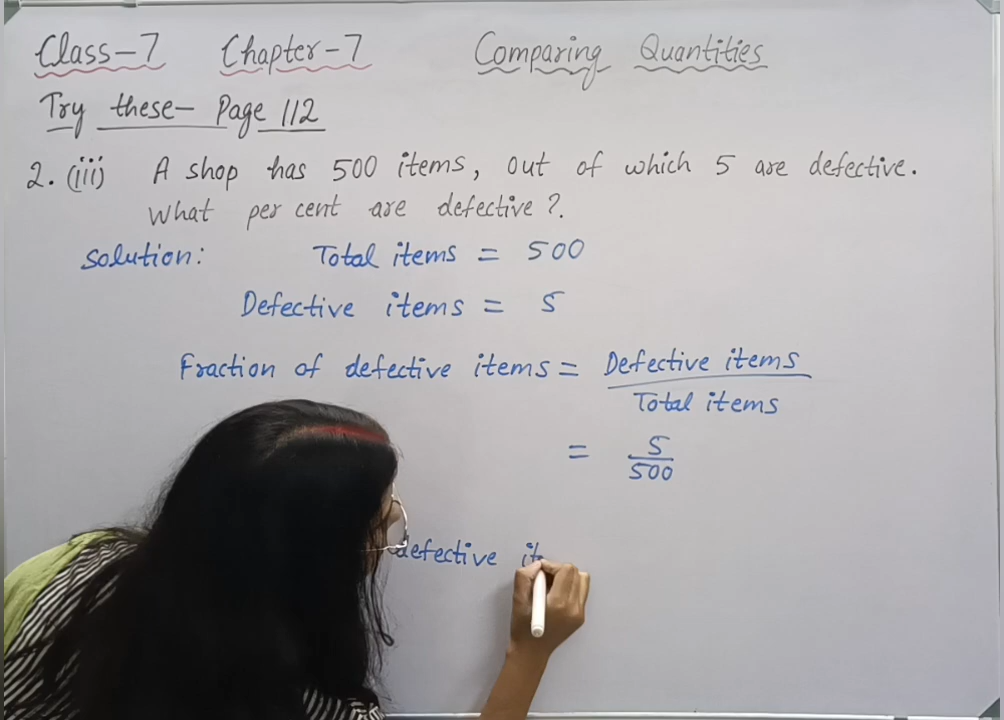 Class-7 Chapter-7 Comparing Quantities
Try these- Page 112
2. (iii) A shop has 500 items, out of which 5 are defective.
What per cent are defective ?.
Solution: Total items = 500
Defective items = 5
Fraction of defective items = Defective items
Total items
= 5
500
defective it